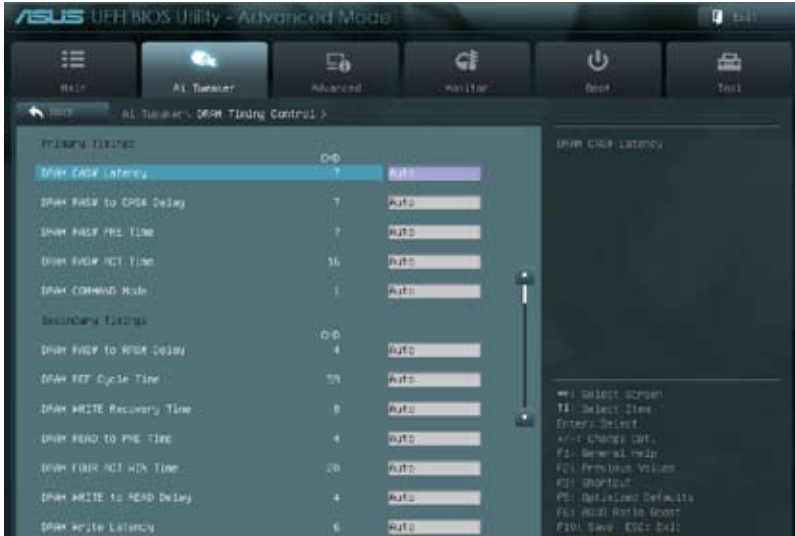 ASUS UEFI BIOS Utility - Advanced Mode
Exit
Main
Ai Tweaker
Advanced
Monitor
Boot
Tool
Back
Ai Tweaker\ DRAM Timing Control >
Primary Timings
CHD
DRAM CAS# Latency 7 Auto
DRAM RAS# to CAS# Delay 7 Auto
DRAM RAS# PRE Time 7 Auto
DRAM RAS# ACT Time 16 Auto
DRAM COMMAND Mode 1 Auto
Secondary Timings
CHD
DRAM RAS# to RAS# Delay 4 Auto
DRAM REF Cycle Time 59 Auto
DRAM WRITE Recovery Time 8 Auto
DRAM READ to PRE Time 4 Auto
DRAM FOUR ACT WIN Time 20 Auto
DRAM WRITE to READ Delay 4 Auto
DRAM Write Latency 6 Auto
DRAM CAS# Latency
→←: Select Screen
↑↓: Select Item
Enter: Select
+/-: Change Opt.
F1: General Help
F2: Previous Values
F3: Shortcut
F5: Optimized Defaults
F6: ASUS Ratio Boost
F10: Save ESC: Exit